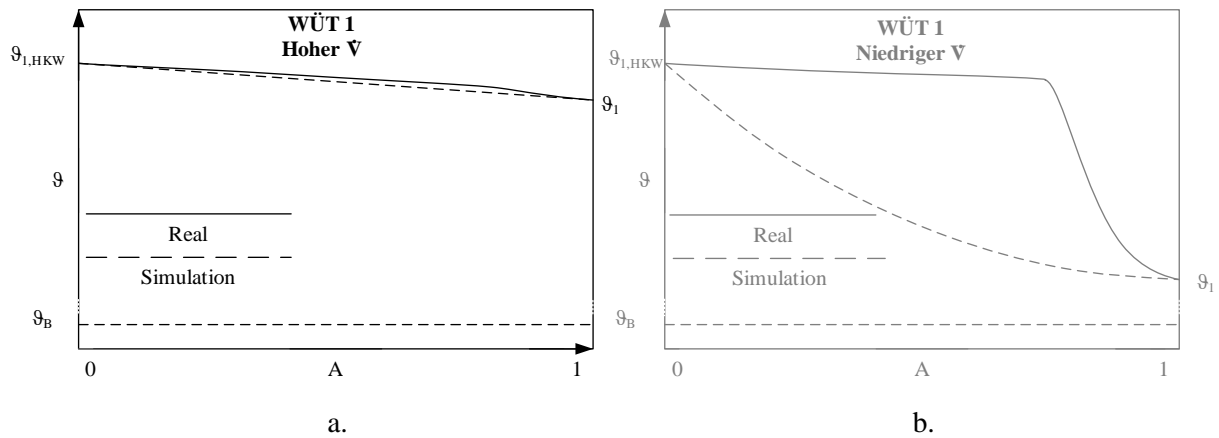 WÜT 1
Hoher V̇
ϑ1,HKW
ϑ1
ϑ
Real
Simulation
ϑB
0 A 1
a.
WÜT 1
Niedriger V̇
ϑ1,HKW
ϑ
Real
Simulation
ϑ1
ϑB
0 A 1
b.